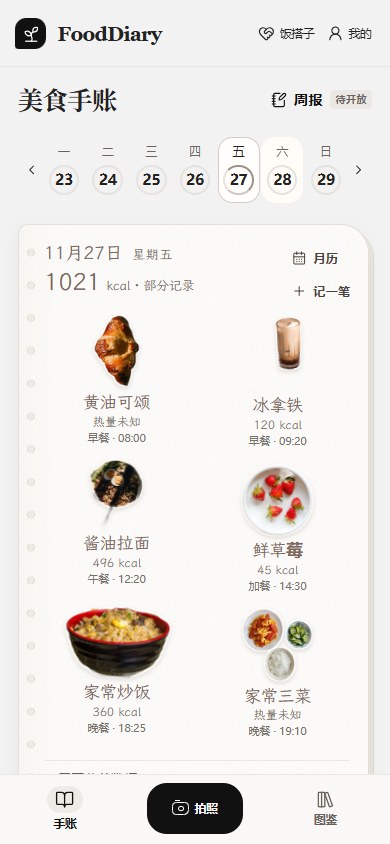 FoodDiary
饭搭子
我的
美食手账
周报
待开放
一 二 三 四 五 六 日
23 24 25 26 27 28 29
11月27日 星期五
月历
1021 kcal · 部分记录
记一笔
黄油可颂
热量未知
早餐 · 08:00
冰拿铁
120 kcal
早餐 · 09:20
酱油拉面
496 kcal
午餐 · 12:20
鲜草莓
45 kcal
加餐 · 14:30
家常炒饭
360 kcal
晚餐 · 18:25
家常三菜
热量未知
晚餐 · 19:10
手账
拍照
图鉴